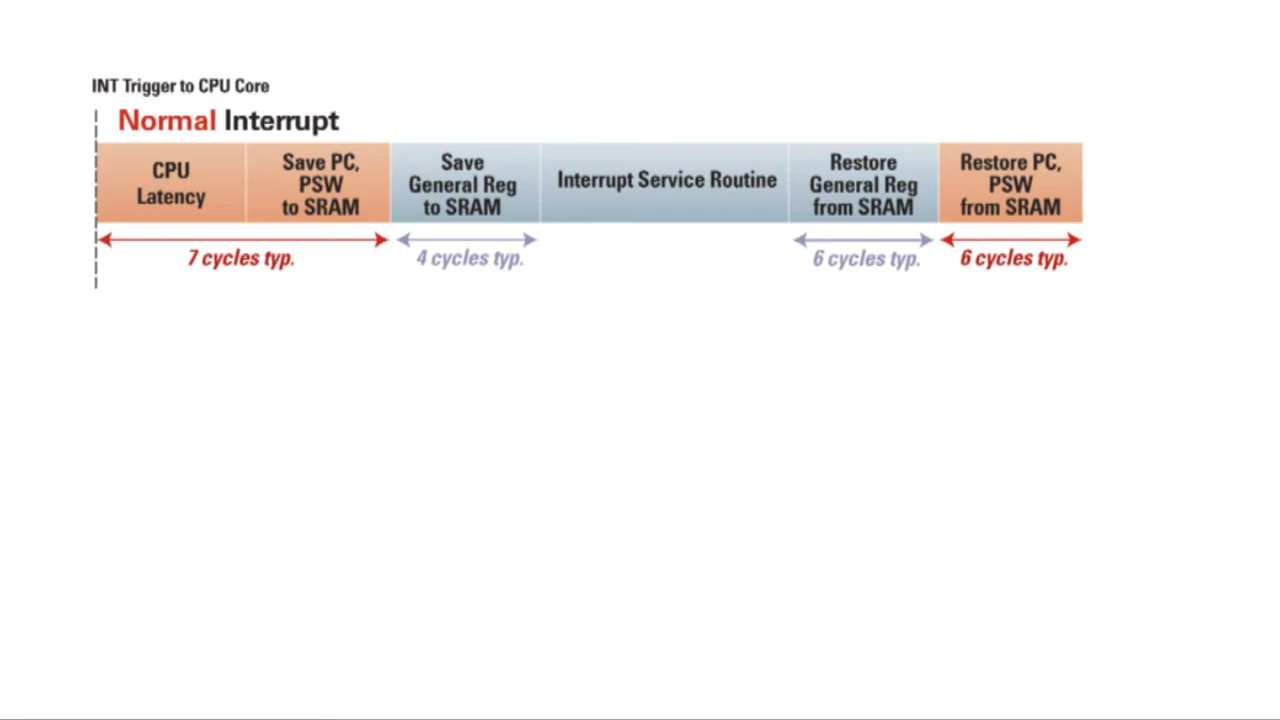 INT Trigger to CPU Core
Normal Interrupt
CPU
Latency
Save PC,
PSW
to SRAM
Save
General Reg
to SRAM
Interrupt Service Routine
Restore
General Reg
from SRAM
Restore PC,
PSW
from SRAM
7 cycles typ.
4 cycles typ.
6 cycles typ.
6 cycles typ.